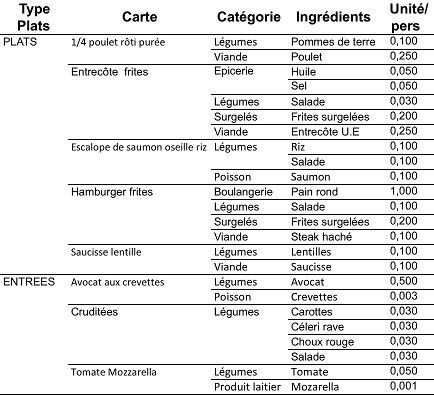 Type Plats Carte Catégorie Ingrédients Unité/pers
PLATS 1/4 poulet rôti purée Légumes Pommes de terre 0,100
Viande Poulet 0,250
Entrecôte frites Epicerie Huile 0,050
Sel 0,050
Légumes Salade 0,030
Surgelés Frites surgelées 0,200
Viande Entrecôte U.E 0,250
Escalope de saumon oseille riz Légumes Riz 0,100
Salade 0,100
Poisson Saumon 0,100
Hamburger frites Boulangerie Pain rond 1,000
Légumes Salade 0,100
Surgelés Frites surgelées 0,200
Viande Steak haché 0,100
Saucisse lentille Légumes Lentilles 0,100
Viande Saucisse 0,100
ENTREES Avocat aux crevettes Légumes Avocat 0,500
Poisson Crevettes 0,003
Cruditées Légumes Carottes 0,030
Céleri rave 0,030
Choux rouge 0,030
Salade 0,030
Tomate Mozzarella Légumes Tomate 0,050
Produit laitier Mozarella 0,001